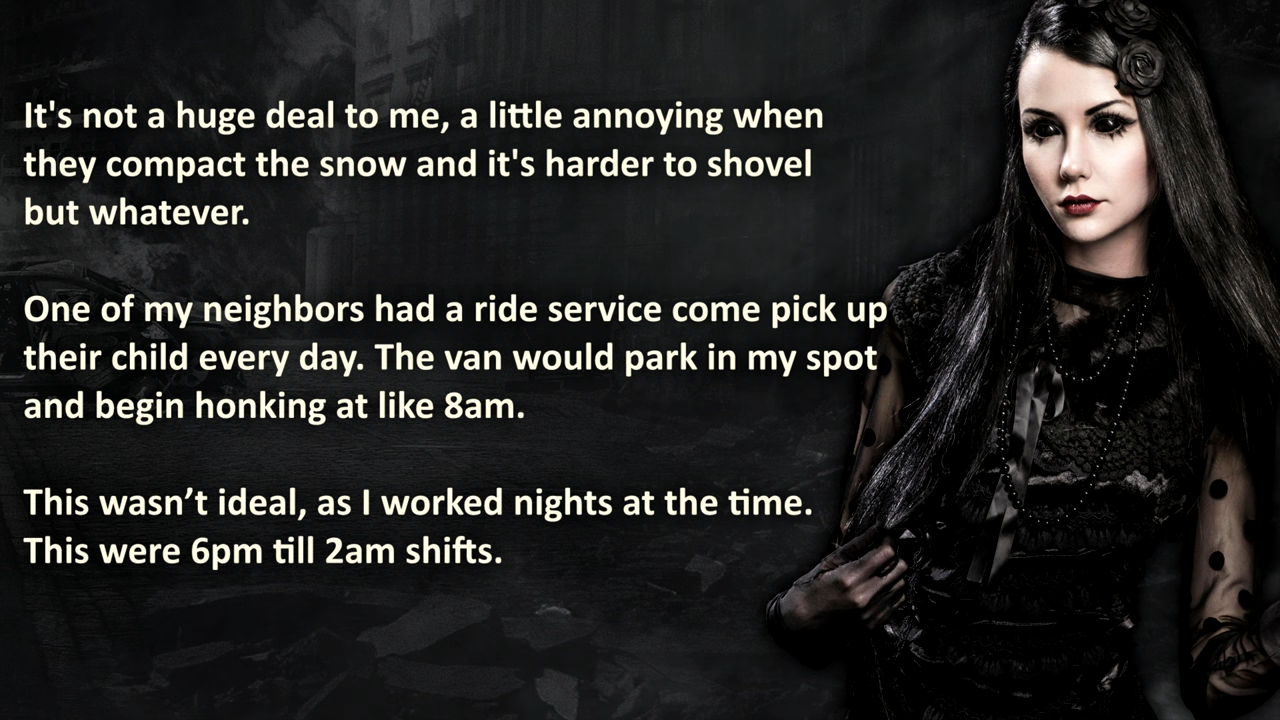 It's not a huge deal to me, a little annoying when
they compact the snow and it's harder to shovel
but whatever.
One of my neighbors had a ride service come pick up
their child every day. The van would park in my spot
and begin honking at like 8am.
This wasn’t ideal, as I worked nights at the time.
This were 6pm till 2am shifts.